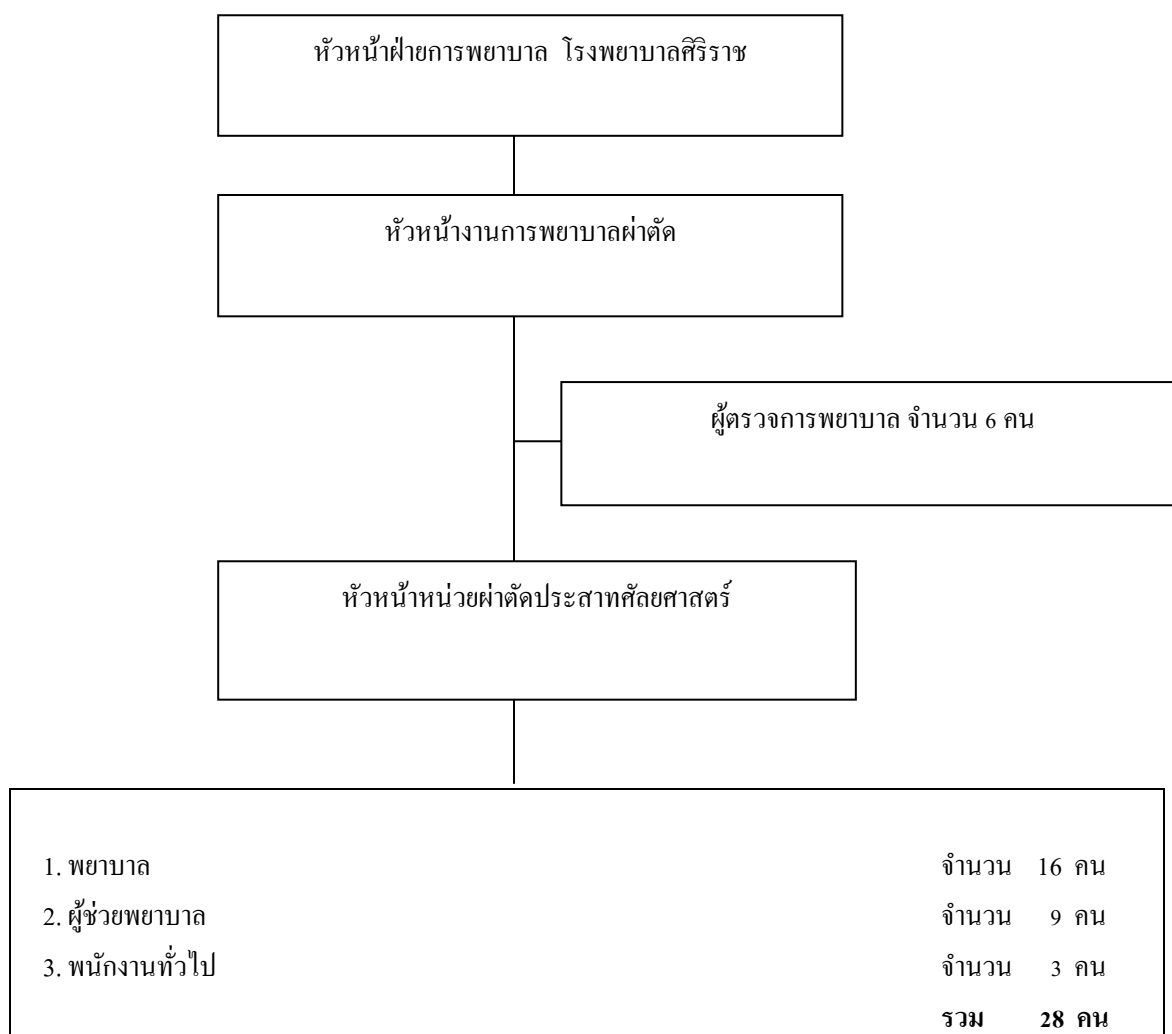 หัวหน้าฝ่ายการพยาบาล โรงพยาบาลศิริราช
หัวหน้างานการพยาบาลผ่าตัด
ผู้ตรวจการพยาบาล จำนวน 6 คน
หัวหน้าหน่วยผ่าตัดประสาทศัลยศาสตร์
1. พยาบาล จำนวน 16 คน
2. ผู้ช่วยพยาบาล จำนวน 9 คน
3. พนักงานทั่วไป จำนวน 3 คน
รวม 28 คน